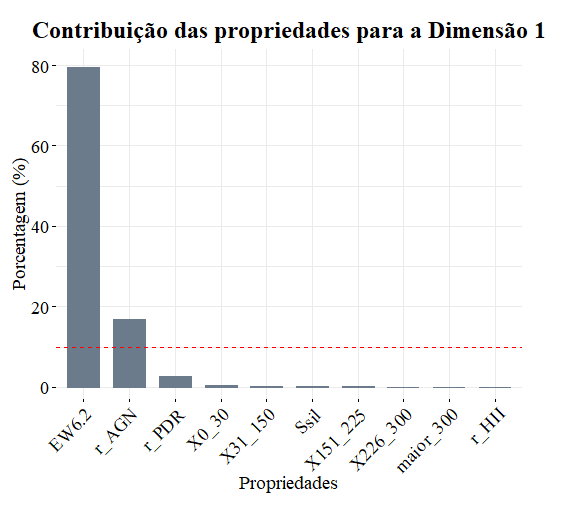 Contribuição das propriedades para a Dimensão 1
Porcentagem (%)
80
60
40
20
0
EW6.2
r_AGN
r_PDR
X0_30
X31_150
Ssil
X151_225
X226_300
maior_300
r_HII
Propriedades